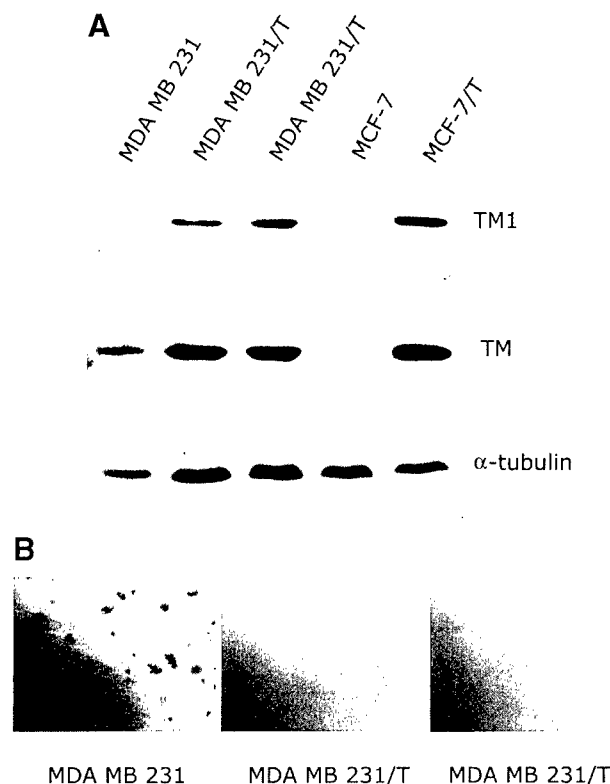 A
MDA MB 231
MDA MB 231/T
MDA MB 231/T
MCF-7
MCF-7/T
TM1
TM
α-tubulin
B
MDA MB 231
MDA MB 231/T
MDA MB 231/T